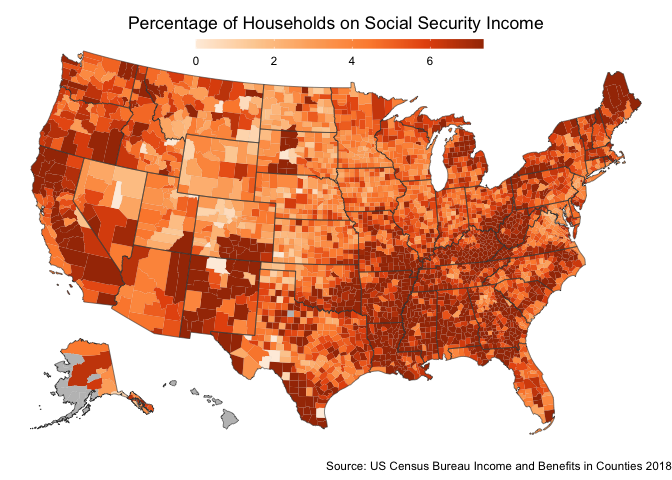 Percentage of Households on Social Security Income
0 2 4 6
Source: US Census Bureau Income and Benefits in Counties 2018